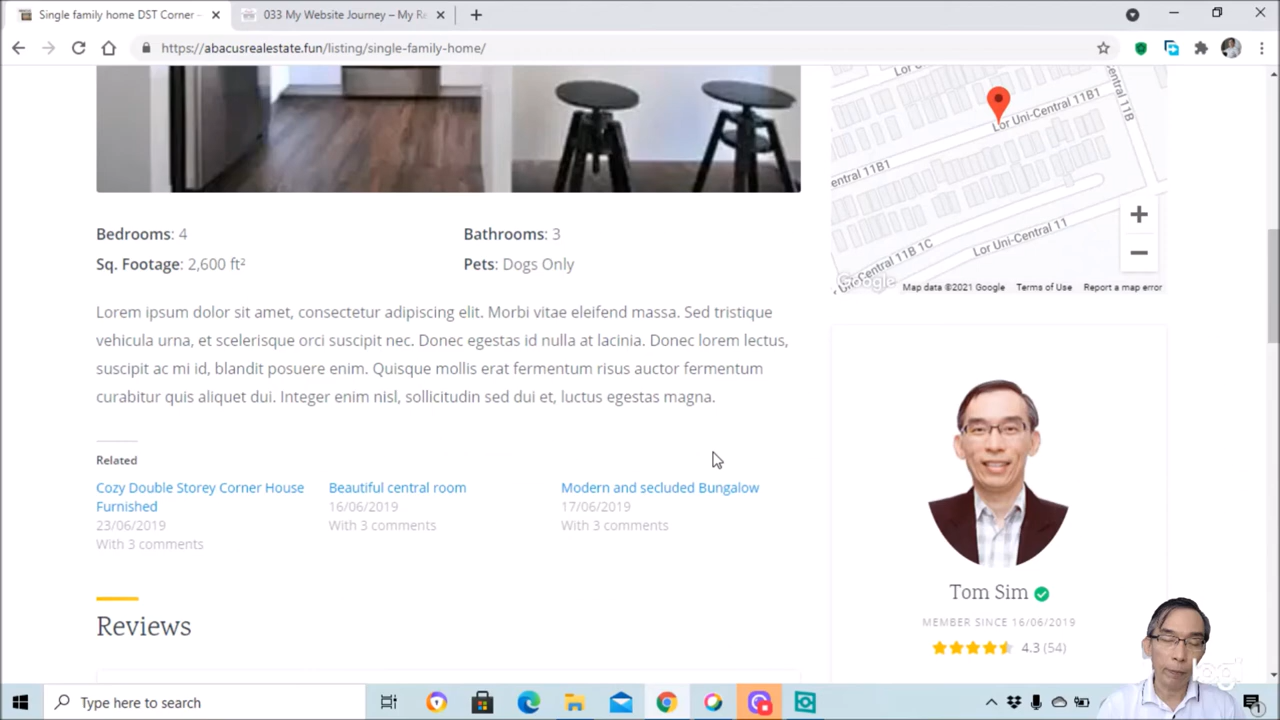 Single family home DST Corner –
033 My Website Journey – My Re
https://abacusrealestate.fun/listing/single-family-home/
Lor Uni-Central 11B1
Central 11B
Central 11B1
Lor Uni-Central 11
Uni-Central 11B 1C
Google
Map data ©2021 Google
Terms of Use
Report a map error
Bedrooms: 4
Bathrooms: 3
Sq. Footage: 2,600 ft²
Pets: Dogs Only
Lorem ipsum dolor sit amet, consectetur adipiscing elit. Morbi vitae eleifend massa. Sed tristique
vehicula urna, et scelerisque orci suscipit nec. Donec egestas id nulla at lacinia. Donec lorem lectus,
suscipit ac mi id, blandit posuere enim. Quisque mollis erat fermentum risus auctor fermentum
curabitur quis aliquet dui. Integer enim nisl, sollicitudin sed dui et, luctus egestas magna.
Related
Cozy Double Storey Corner House
Furnished
23/06/2019
With 3 comments
Beautiful central room
16/06/2019
With 3 comments
Modern and secluded Bungalow
17/06/2019
With 3 comments
Reviews
Tom Sim
MEMBER SINCE 16/06/2019
4.3 (54)
Type here to search